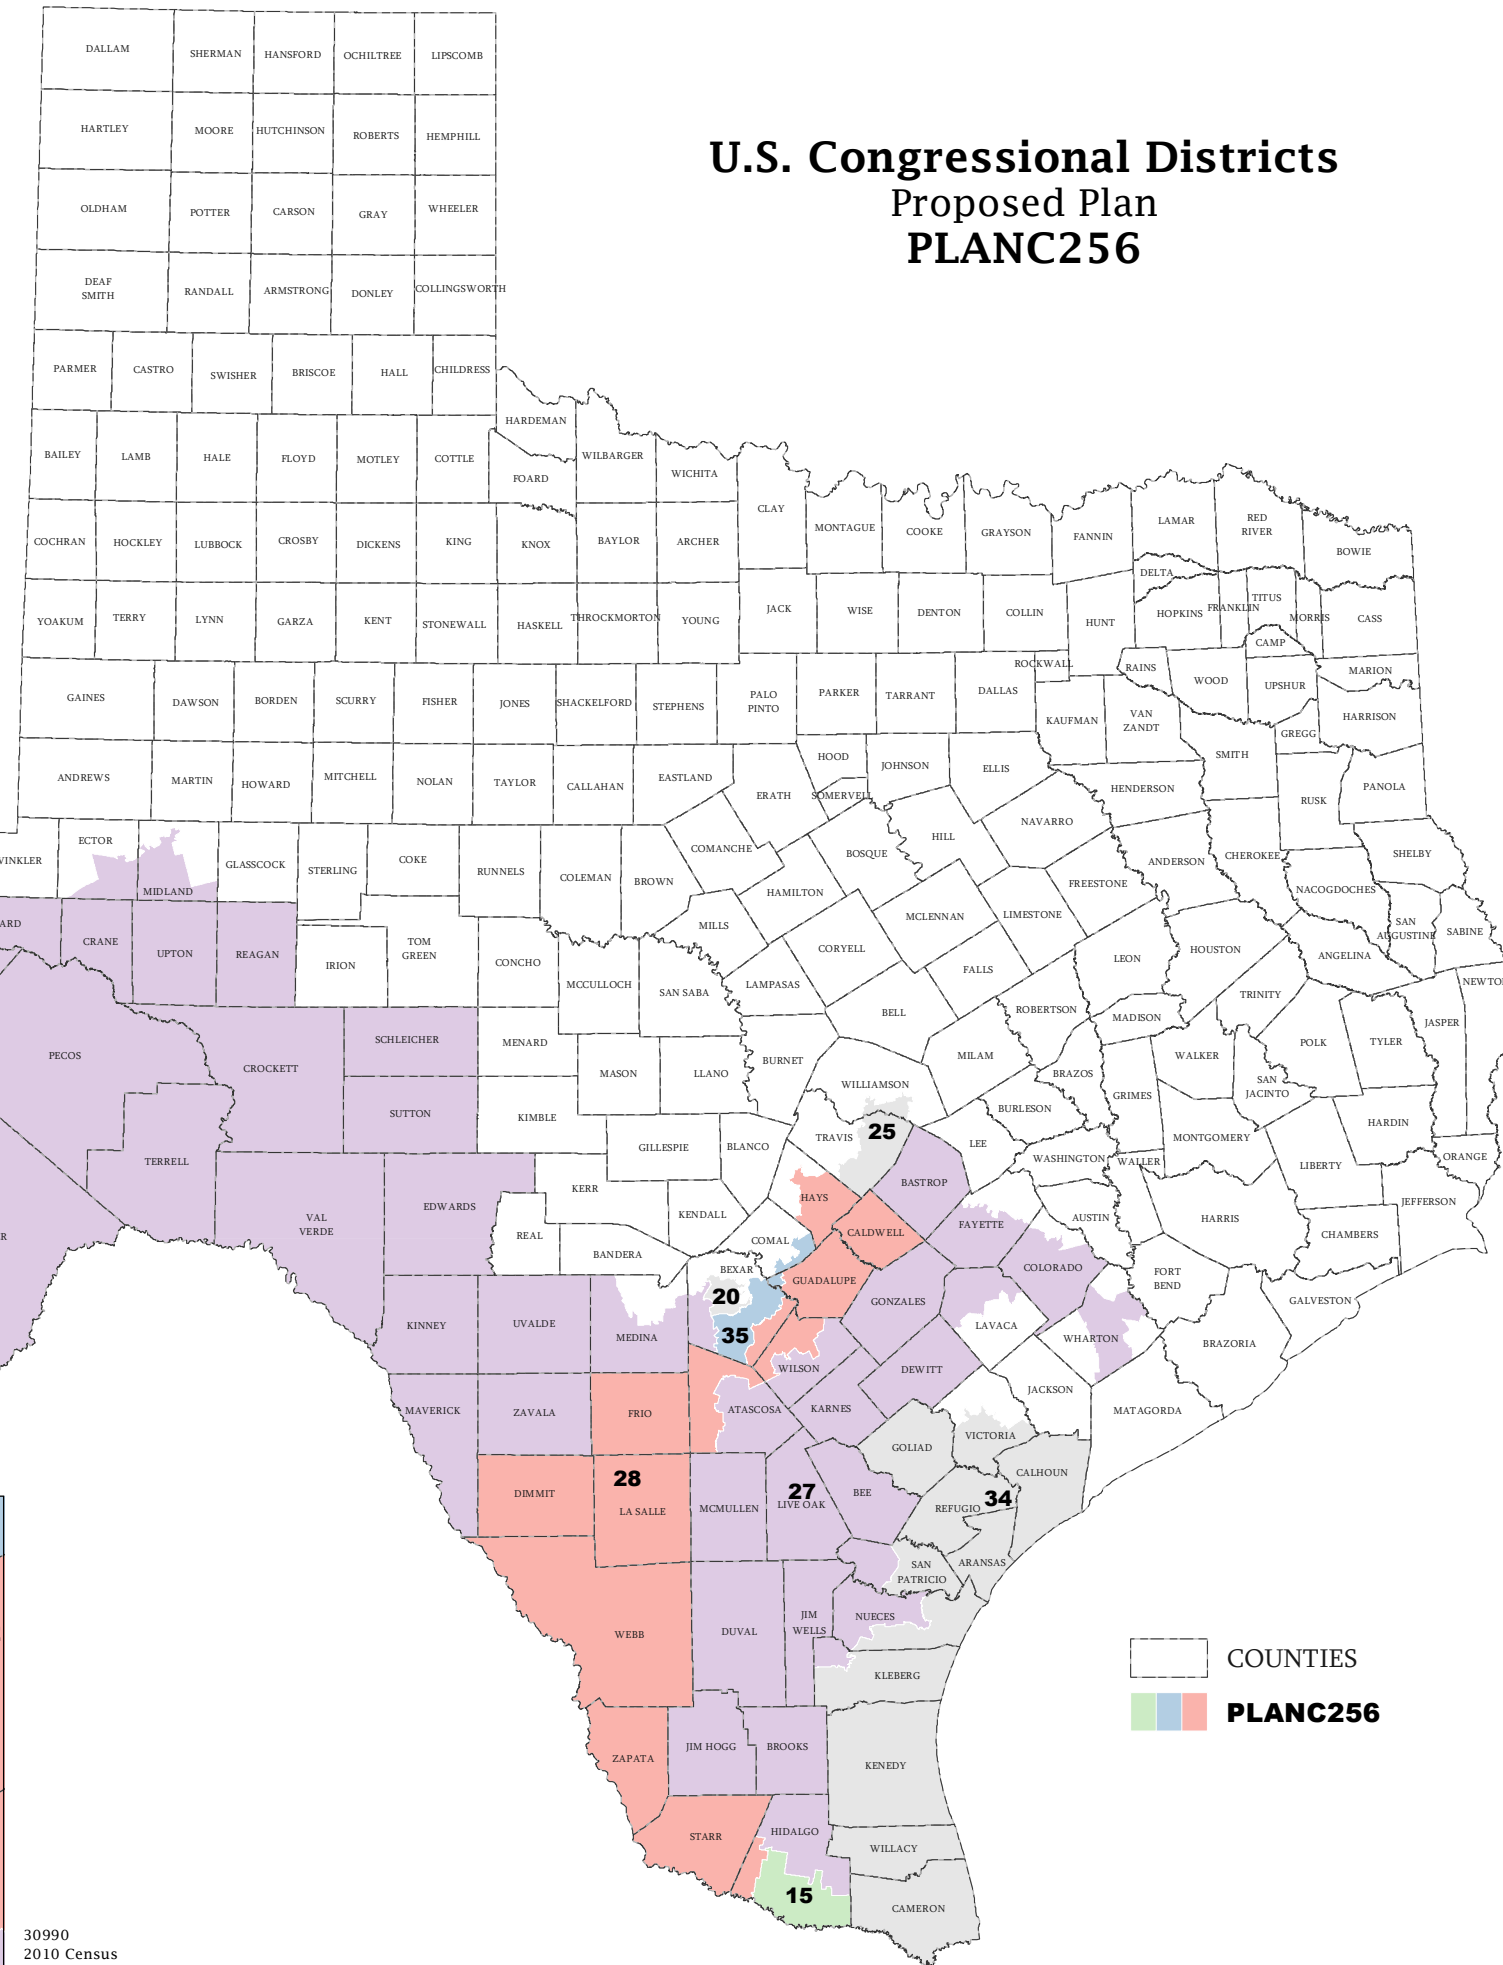 U.S. Congressional Districts
Proposed Plan
PLANC256
DALLAM
SHERMAN
HANSFORD
OCHILTREE
LIPSCOMB
HARTLEY
MOORE
HUTCHINSON
ROBERTS
HEMPHILL
OLDHAM
POTTER
CARSON
GRAY
WHEELER
DEAF
SMITH
RANDALL
ARMSTRONG
DONLEY
COLLINGSWORTH
PARMER
CASTRO
SWISHER
BRISCOE
HALL
CHILDRESS
HARDEMAN
BAILEY
LAMB
HALE
FLOYD
MOTLEY
COTTLE
FOARD
WILBARGER
WICHITA
CLAY
MONTAGUE
COOKE
GRAYSON
FANNIN
LAMAR
RED
RIVER
BOWIE
COCHRAN
HOCKLEY
LUBBOCK
CROSBY
DICKENS
KING
KNOX
BAYLOR
ARCHER
DELTA
YOAKUM
TERRY
LYNN
GARZA
KENT
STONEWALL
HASKELL
THROCKMORTON
YOUNG
JACK
WISE
DENTON
COLLIN
HUNT
HOPKINS
FRANKLIN
TITUS
MORRIS
CASS
CAMP
ROCKWALL
RAINS
WOOD
UPSHUR
MARION
GAINES
DAWSON
BORDEN
SCURRY
FISHER
JONES
SHACKELFORD
STEPHENS
PALO
PINTO
PARKER
TARRANT
DALLAS
KAUFMAN
VAN
ZANDT
HARRISON
GREGG
SMITH
ANDREWS
MARTIN
HOWARD
MITCHELL
NOLAN
TAYLOR
CALLAHAN
EASTLAND
ERATH
HOOD
SOMERVELL
JOHNSON
ELLIS
HENDERSON
RUSK
PANOLA
NAVARRO
HILL
BOSQUE
COMANCHE
WINKLER
ECTOR
MIDLAND
GLASSCOCK
STERLING
COKE
RUNNELS
COLEMAN
BROWN
HAMILTON
FREESTONE
ANDERSON
CHEROKEE
SHELBY
NACOGDOCHES
SAN
AUGUSTINE
SABINE
ARD
CRANE
UPTON
REAGAN
IRION
TOM
GREEN
CONCHO
MCCULLOCH
SAN SABA
MILLS
LAMPASAS
CORYELL
MCLENNAN
LIMESTONE
FALLS
LEON
HOUSTON
ANGELINA
TRINITY
NEWTO
JASPER
PECOS
CROCKETT
SCHLEICHER
MENARD
MASON
LLANO
BURNET
BELL
MILAM
ROBERTSON
MADISON
WALKER
POLK
TYLER
SUTTON
KIMBLE
GILLESPIE
BLANCO
WILLIAMSON
TRAVIS
25
BRAZOS
BURLESON
LEE
GRIMES
SAN
JACINTO
MONTGOMERY
HARDIN
TERRELL
WASHINGTON
WALLER
LIBERTY
ORANGE
JEFFERSON
VAL
VERDE
EDWARDS
KERR
REAL
KENDALL
BANDERA
HAYS
CALDWELL
BASTROP
FAYETTE
AUSTIN
HARRIS
CHAMBERS
R
COMAL
BEXAR
20
GUADALUPE
GONZALES
COLORADO
FORT
BEND
GALVESTON
KINNEY
UVALDE
MEDINA
35
WILSON
LAVACA
WHARTON
BRAZORIA
DEWITT
MAVERICK
ZAVALA
FRIO
ATASCOSA
KARNES
JACKSON
MATAGORDA
GOLIAD
VICTORIA
CALHOUN
DIMMIT
28
LA SALLE
MCMULLEN
27
LIVE OAK
BEE
REFUGIO
34
SAN
PATRICIO
ARANSAS
WEBB
DUVAL
JIM
WELLS
NUECES
KLEBERG
ZAPATA
JIM HOGG
BROOKS
KENEDY
STARR
HIDALGO
WILLACY
15
CAMERON
COUNTIES
PLANC256
30990
2010 Census